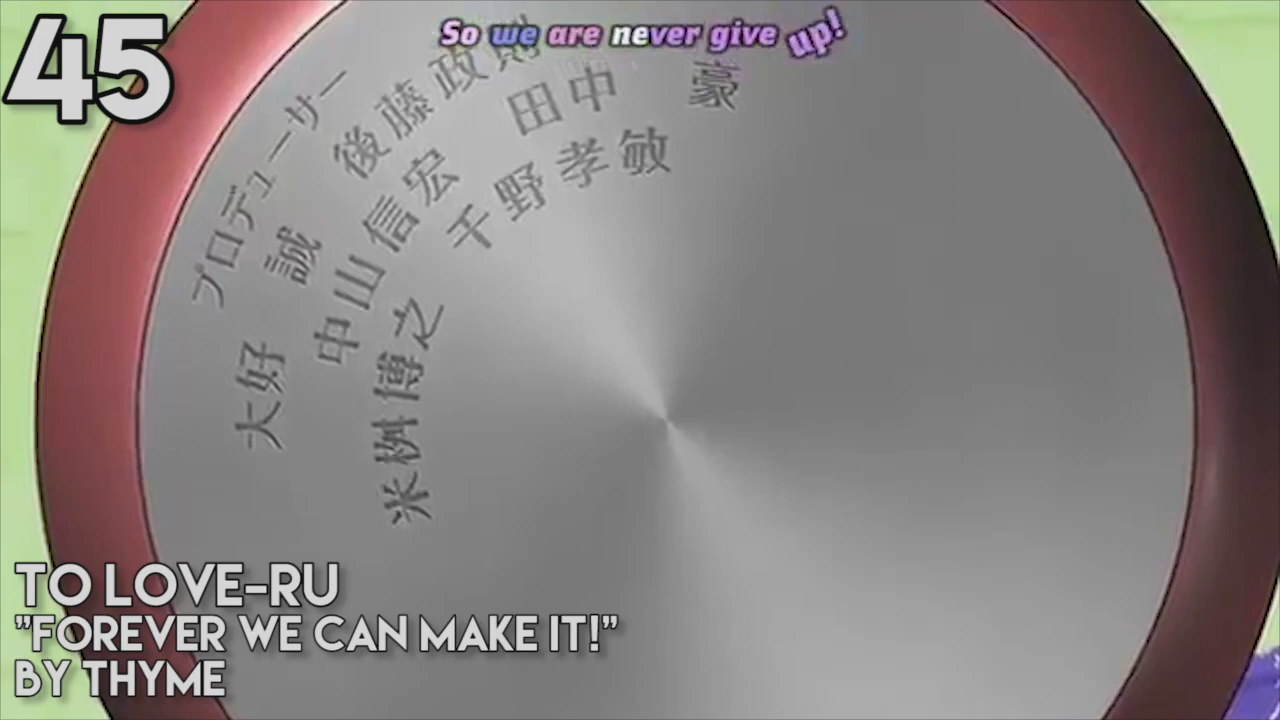 45
So we are never give up!
プロデューサー
大好 誠
後藤政則
中山信宏
田中 豪
米桝博之
千野孝敏
TO LOVE-RU
"FOREVER WE CAN MAKE IT!"
BY THYME